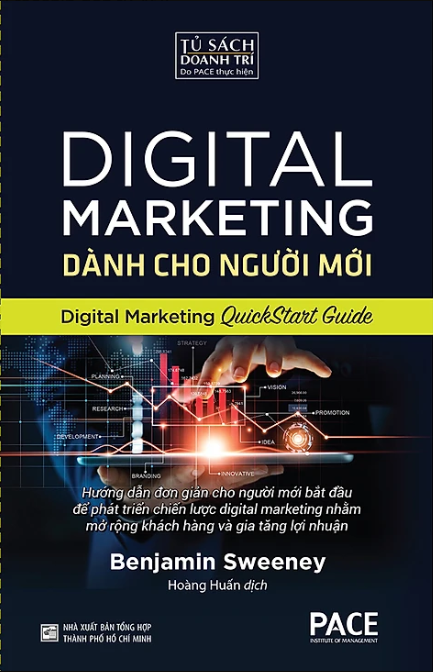 TỦ SÁCH
DOANH TRÍ
Do PACE thực hiện
DIGITAL
MARKETING
DÀNH CHO NGƯỜI MỚI
Digital Marketing QuickStart Guide
STRATEGY
PLANNING
VISION
RESEARCH
PROMOTION
DEVELOPMENT
IDEA
BRANDING
INNOVATIVE
Hướng dẫn đơn giản cho người mới bắt đầu
để phát triển chiến lược digital marketing nhằm
mở rộng khách hàng và gia tăng lợi nhuận
Benjamin Sweeney
Hoàng Huấn dịch
NHÀ XUẤT BẢN TỔNG HỢP
THÀNH PHỐ HỒ CHÍ MINH
PACE
INSTITUTE OF MANAGEMENT